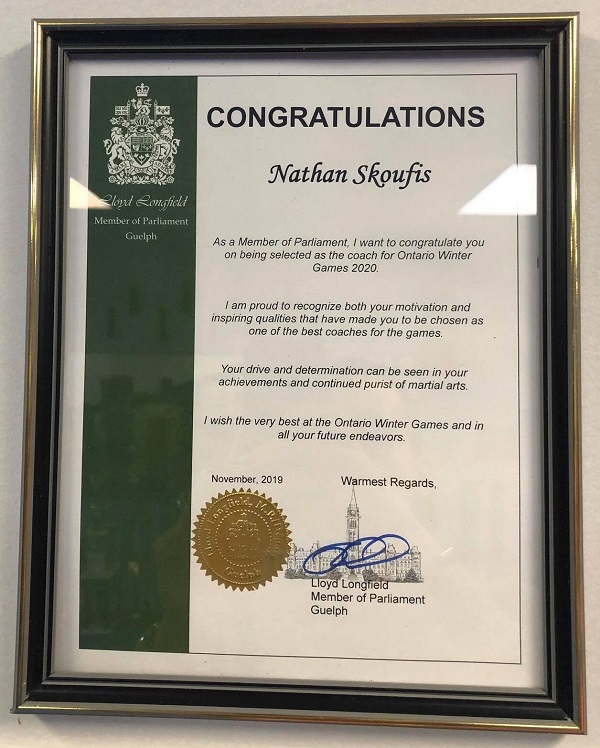 CONGRATULATIONS
Nathan Skoufis
Lloyd Longfield
Member of Parliament
Guelph
As a Member of Parliament, I want to congratulate you
on being selected as the coach for Ontario Winter
Games 2020.
I am proud to recognize both your motivation and
inspiring qualities that have made you to be chosen as
one of the best coaches for the games.
Your drive and determination can be seen in your
achievements and continued purist of martial arts.
I wish the very best at the Ontario Winter Games and in
all your future endeavors.
November, 2019
Warmest Regards,
Lloyd Longfield
Member of Parliament
Guelph